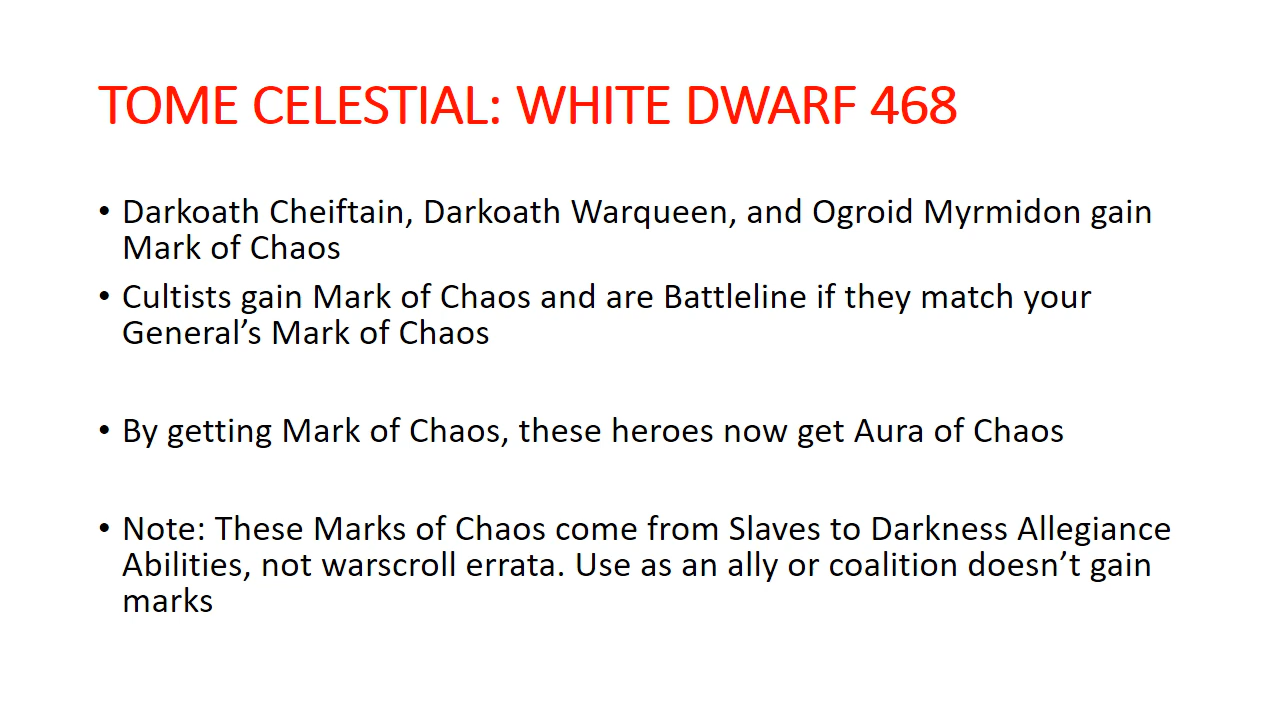 TOME CELESTIAL: WHITE DWARF 468
• Darkoath Cheiftain, Darkoath Warqueen, and Ogroid Myrmidon gain
Mark of Chaos
• Cultists gain Mark of Chaos and are Battleline if they match your
General’s Mark of Chaos
• By getting Mark of Chaos, these heroes now get Aura of Chaos
• Note: These Marks of Chaos come from Slaves to Darkness Allegiance
Abilities, not warscroll errata. Use as an ally or coalition doesn’t gain
marks